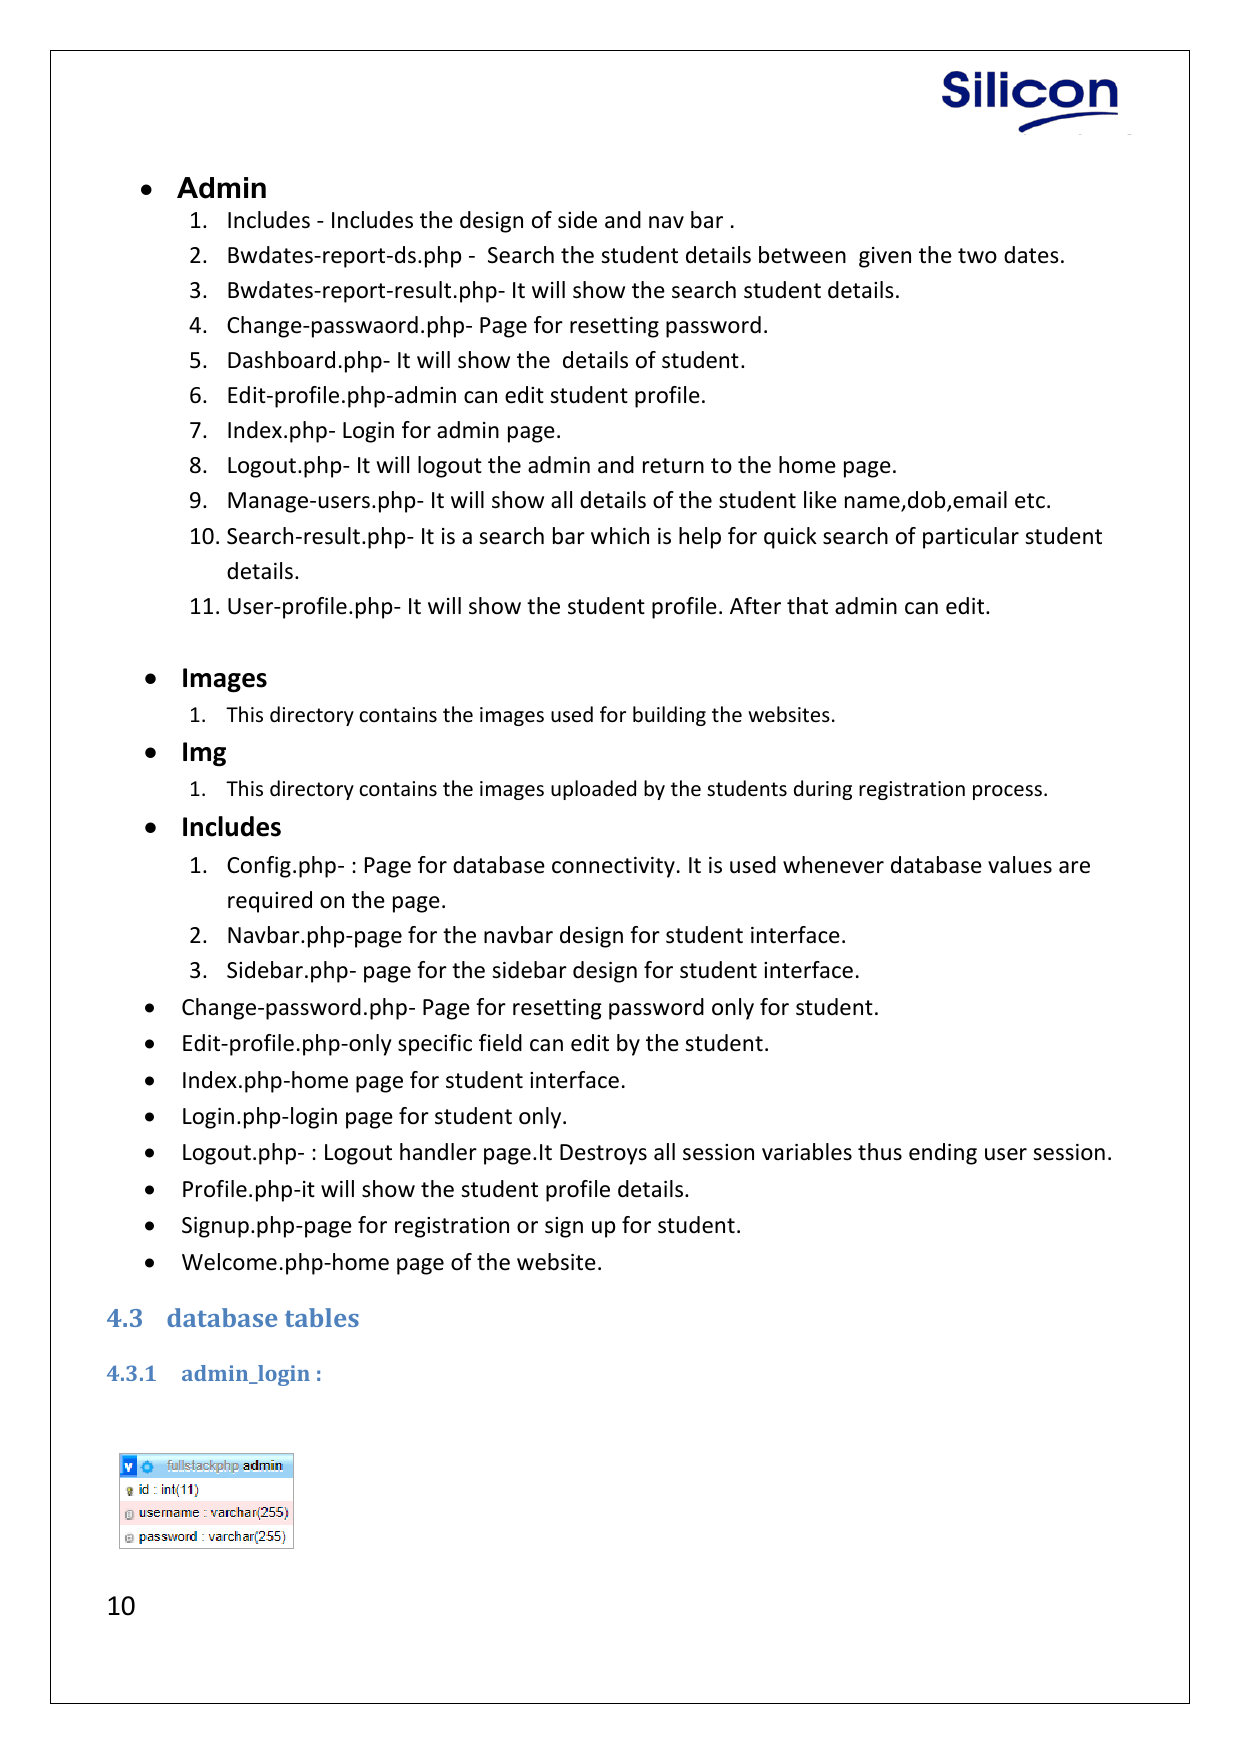 Silicon
• Admin
1. Includes - Includes the design of side and nav bar .
2. Bwdates-report-ds.php -  Search the student details between  given the two dates.
3. Bwdates-report-result.php- It will show the search student details.
4. Change-passwaord.php- Page for resetting password.
5. Dashboard.php- It will show the  details of student.
6. Edit-profile.php-admin can edit student profile.
7. Index.php- Login for admin page.
8. Logout.php- It will logout the admin and return to the home page.
9. Manage-users.php- It will show all details of the student like name,dob,email etc.
10. Search-result.php- It is a search bar which is help for quick search of particular student
details.
11. User-profile.php- It will show the student profile. After that admin can edit.
• Images
1. This directory contains the images used for building the websites.
• Img
1. This directory contains the images uploaded by the students during registration process.
• Includes
1. Config.php- : Page for database connectivity. It is used whenever database values are
required on the page.
2. Navbar.php-page for the navbar design for student interface.
3. Sidebar.php- page for the sidebar design for student interface.
• Change-password.php- Page for resetting password only for student.
• Edit-profile.php-only specific field can edit by the student.
• Index.php-home page for student interface.
• Login.php-login page for student only.
• Logout.php- : Logout handler page.It Destroys all session variables thus ending user session.
• Profile.php-it will show the student profile details.
• Signup.php-page for registration or sign up for student.
• Welcome.php-home page of the website.
4.3 database tables
4.3.1 admin_login :
v fullstackphp admin
id : int(11)
username : varchar(255)
password : varchar(255)
10